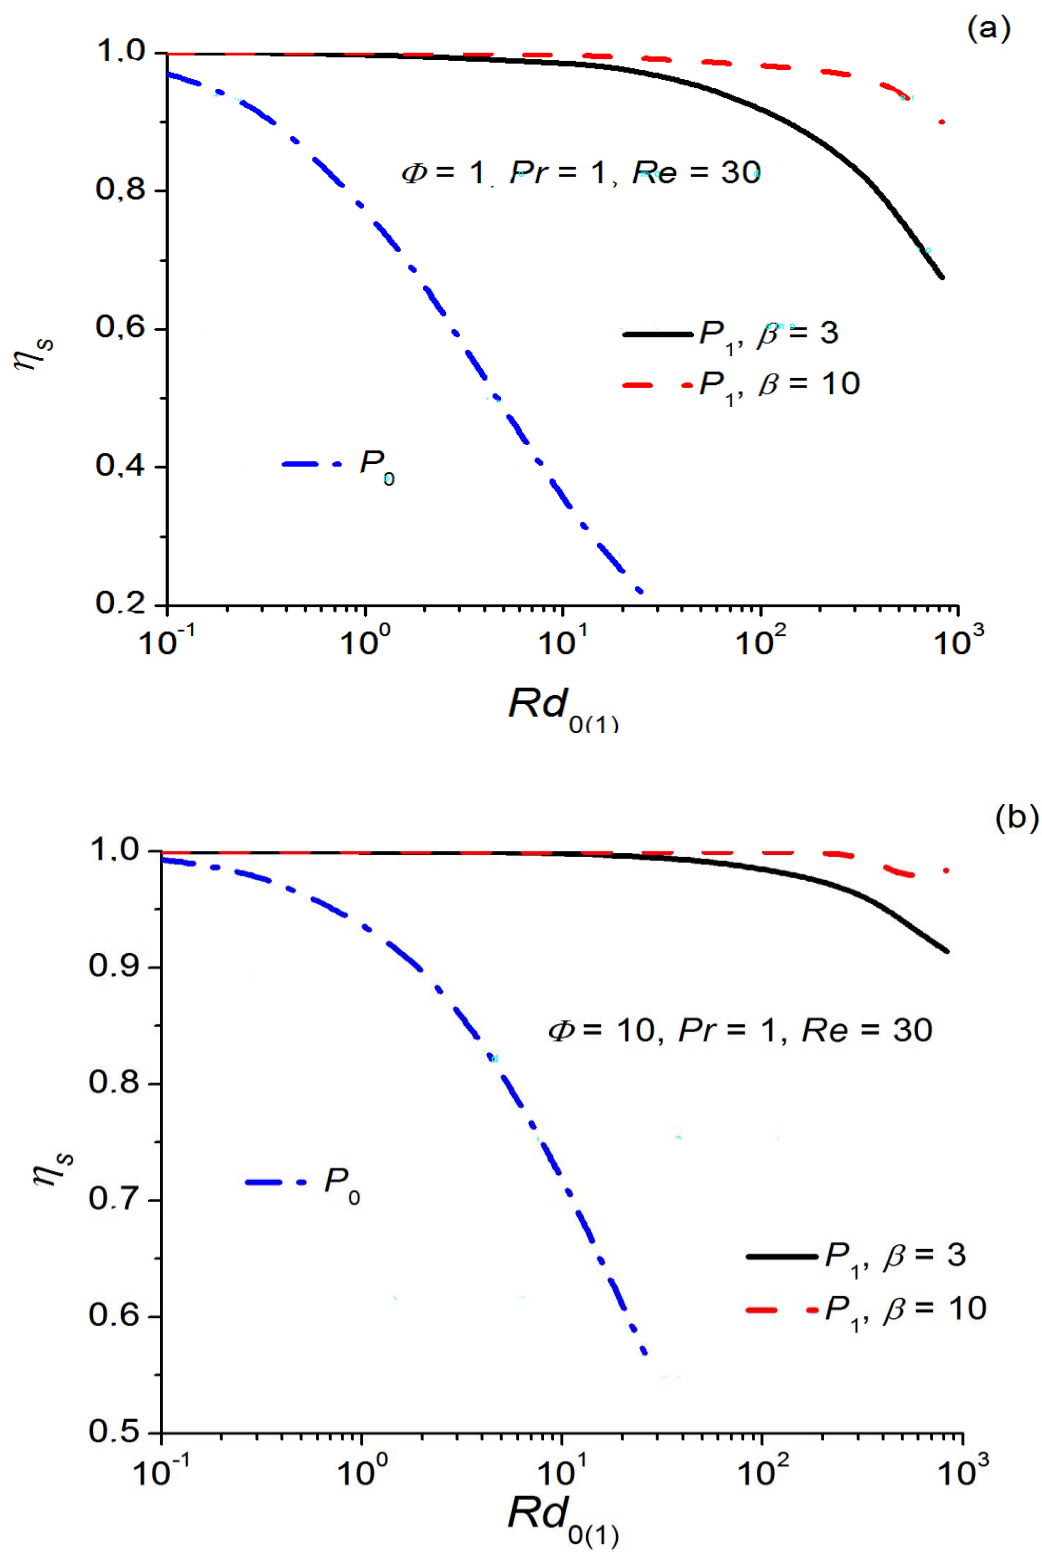 (a)
1.0
0.8
0,6
0,4
0.2
η_s
Φ = 1, Pr = 1, Re = 30
P_1, β = 3
P_1, β = 10
P_0
10^-1 10^0 10^1 10^2 10^3
Rd_0(1)
(b)
1.0
0.9
0.8
0.7
0.6
0.5
η_s
Φ = 10, Pr = 1, Re = 30
P_0
P_1, β = 3
P_1, β = 10
10^-1 10^0 10^1 10^2 10^3
Rd_0(1)